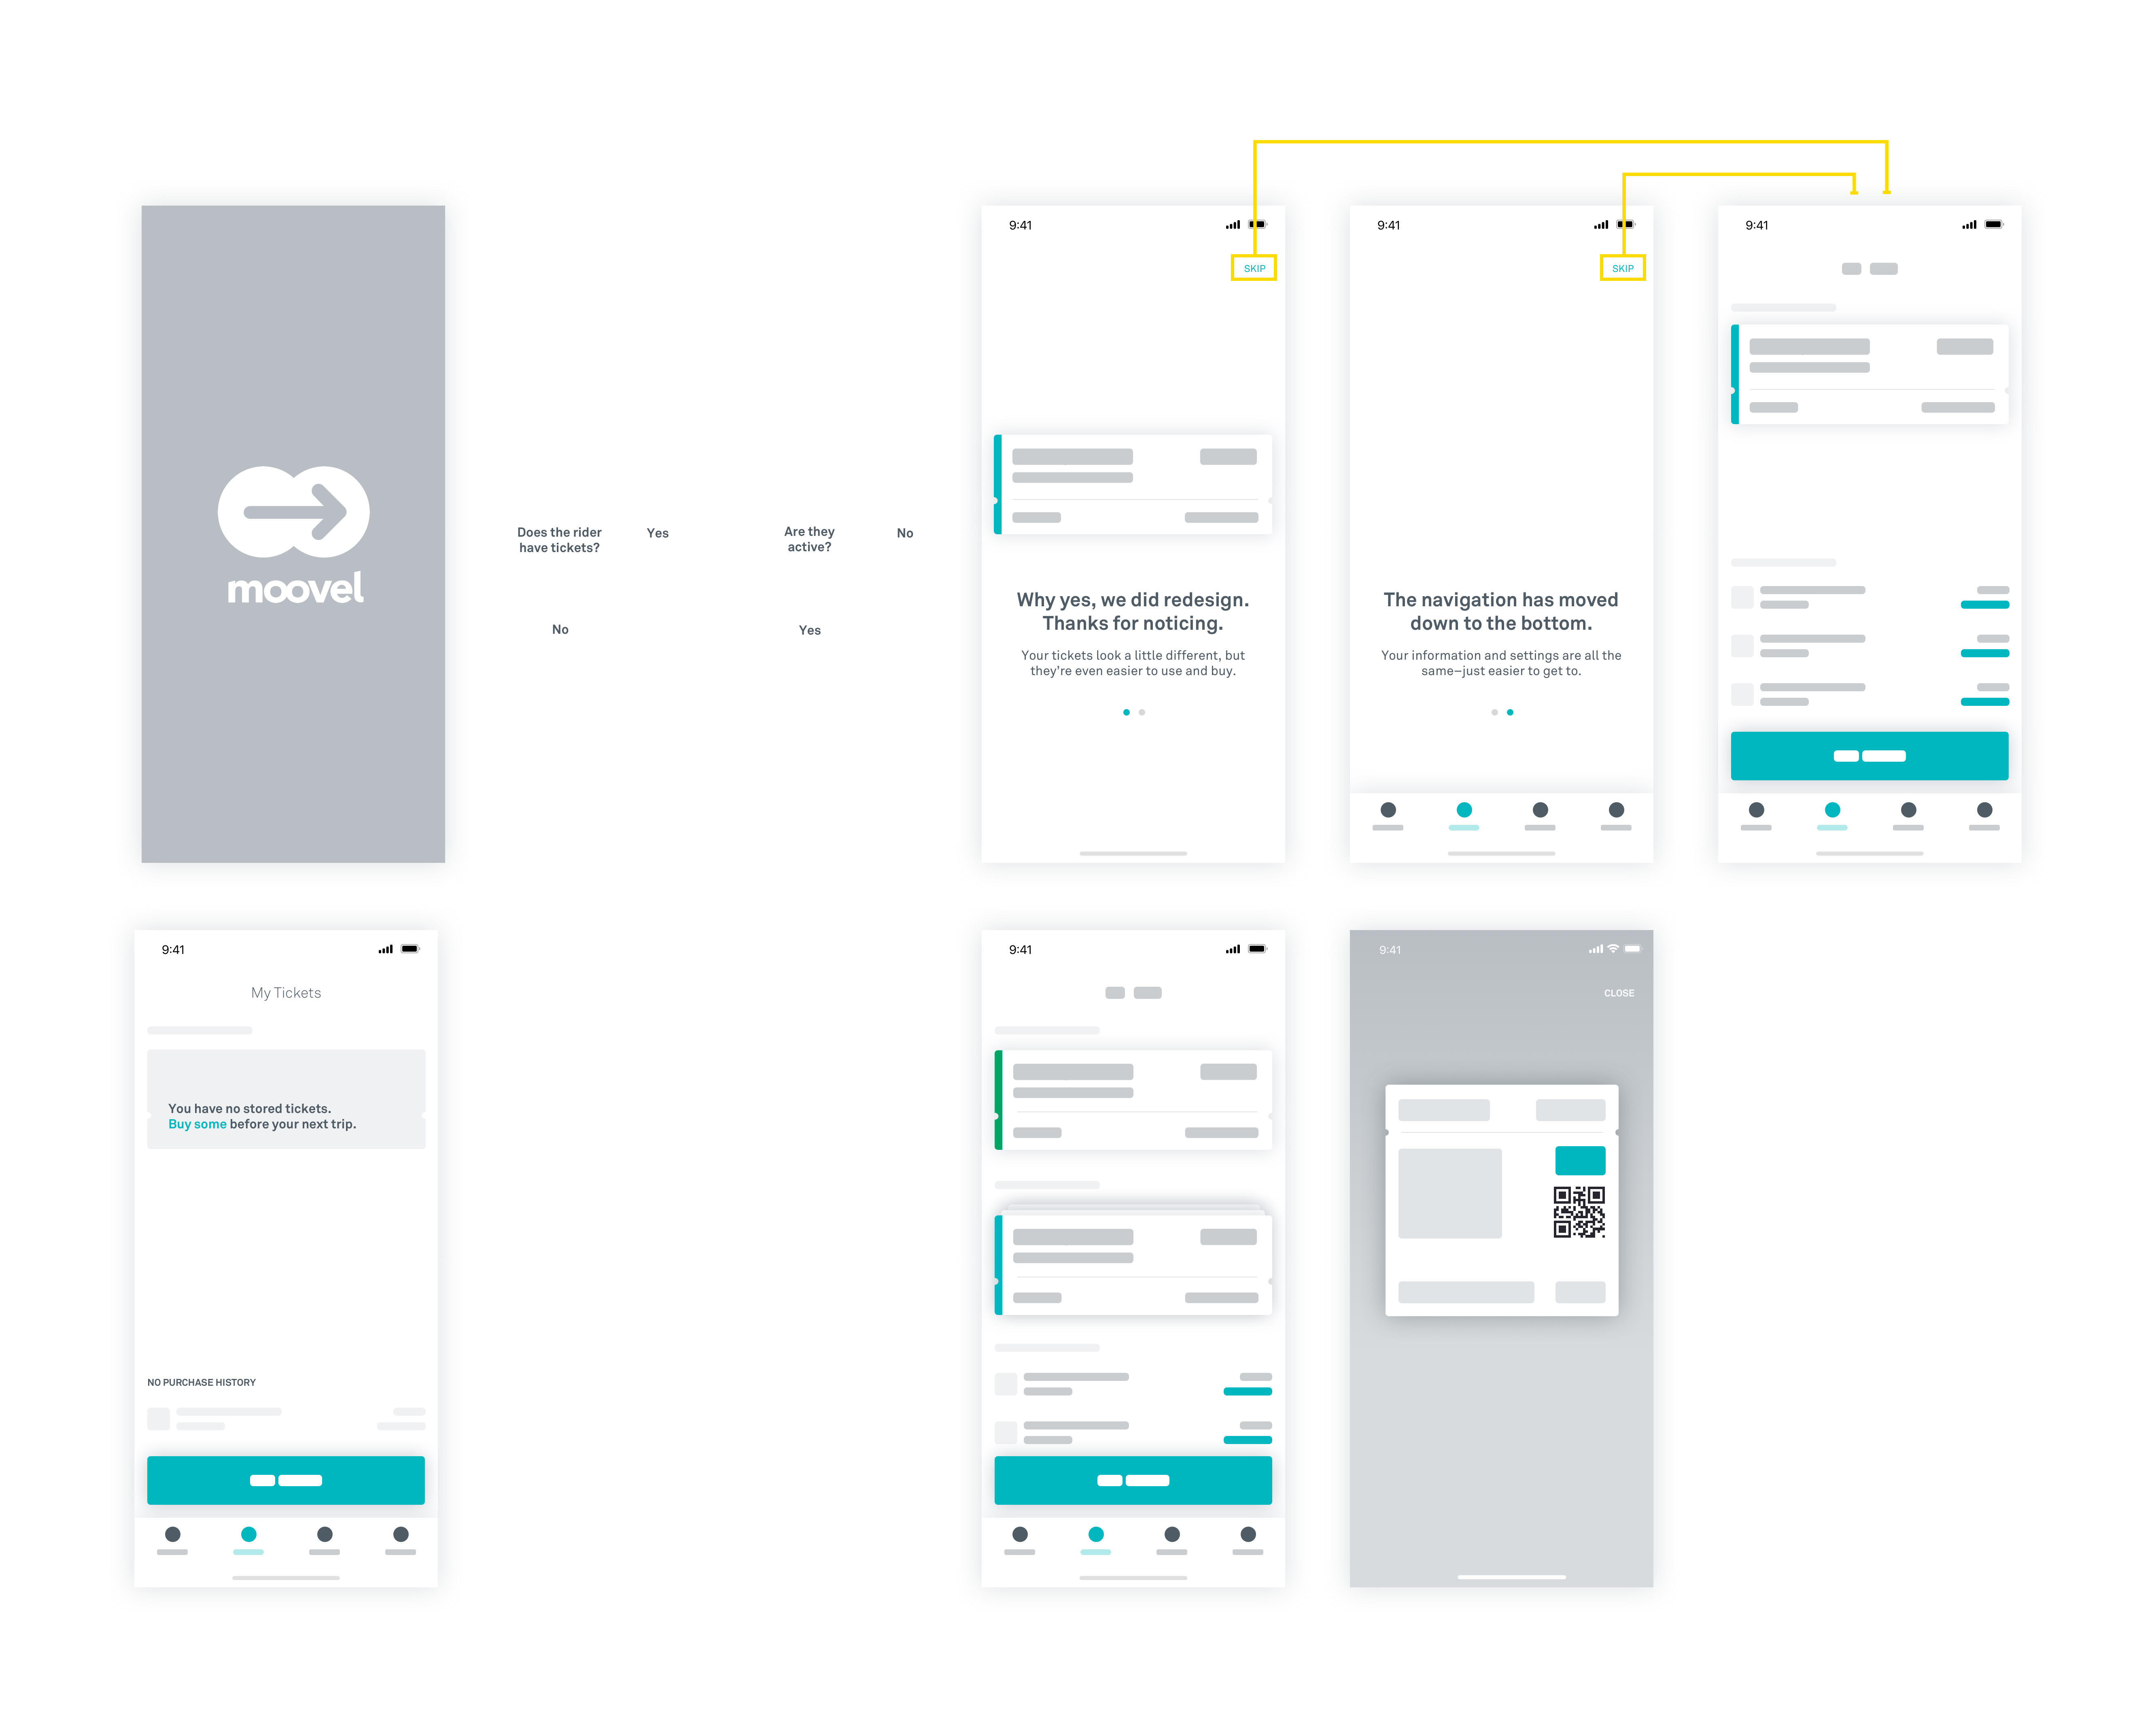 moovel
Does the rider
have tickets?
Yes
No
Are they
active?
No
Yes
9:41
SKIP
Why yes, we did redesign.
Thanks for noticing.
Your tickets look a little different, but
they're even easier to use and buy.
9:41
SKIP
The navigation has moved
down to the bottom.
Your information and settings are all the
same–just easier to get to.
9:41
9:41
My Tickets
You have no stored tickets.
Buy some before your next trip.
NO PURCHASE HISTORY
9:41
9:41
CLOSE